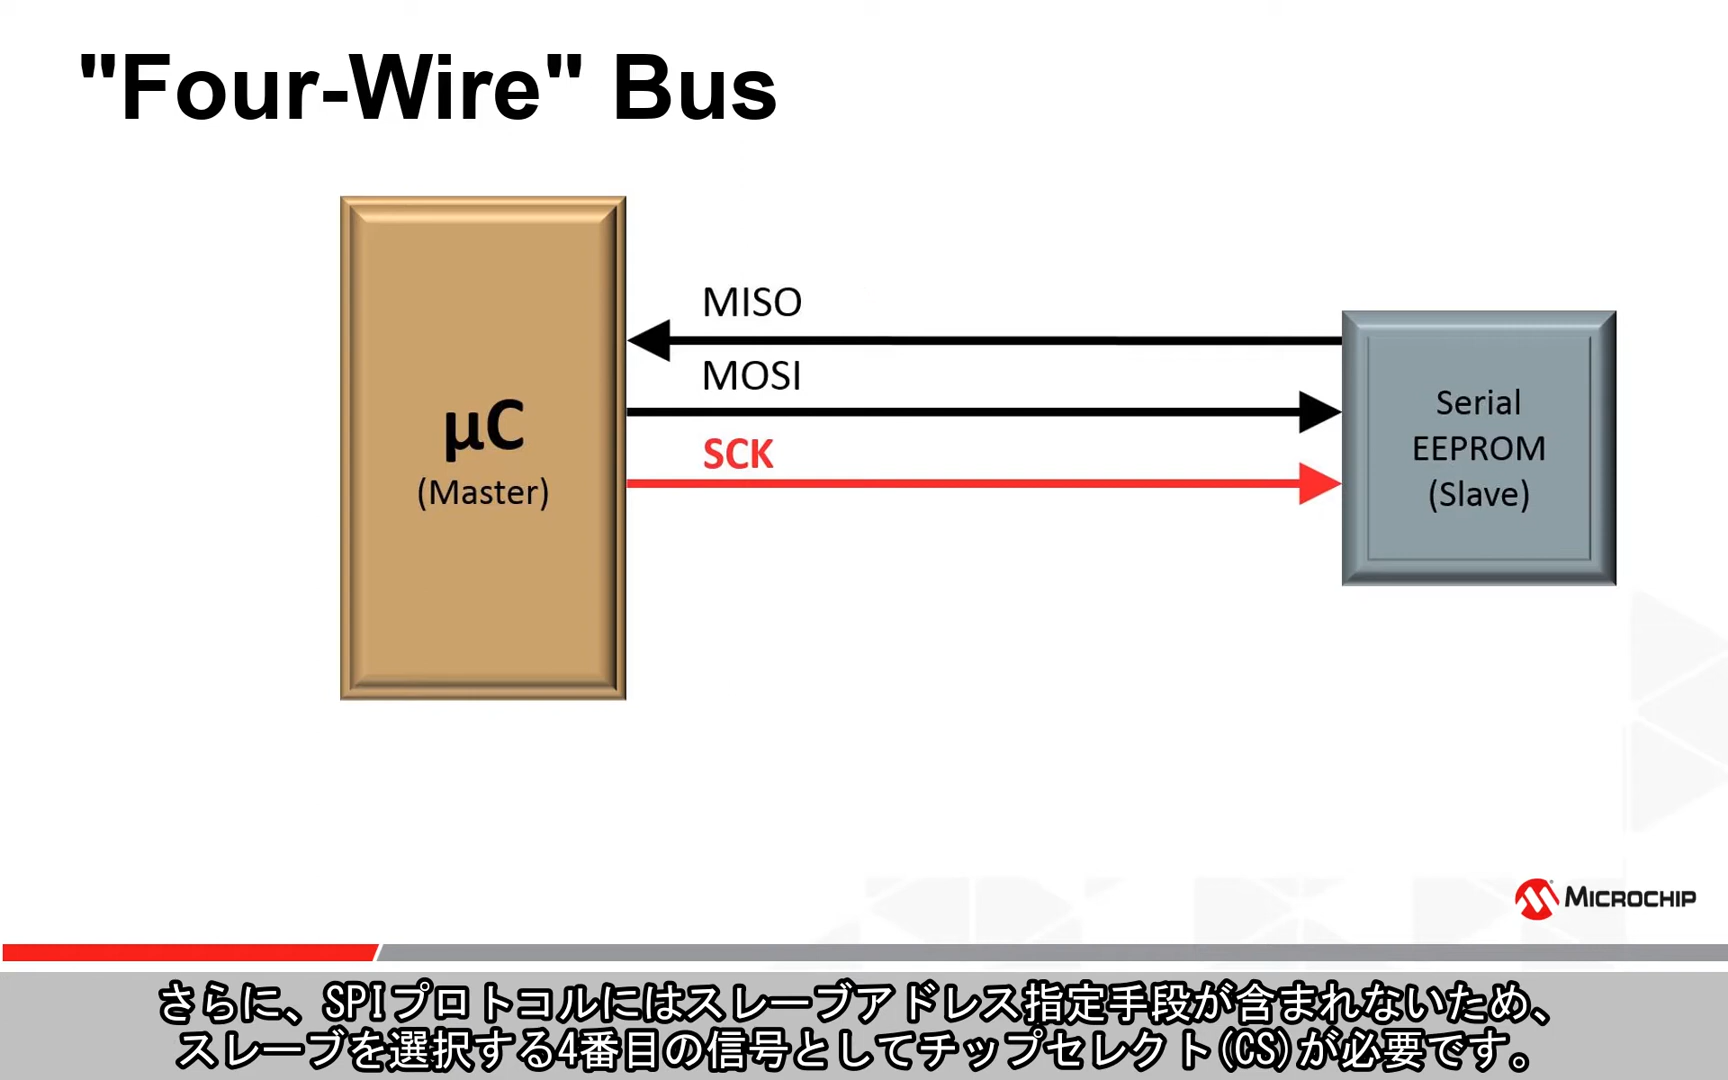 "Four-Wire" Bus
MISO
MOSI
SCK
µC
(Master)
Serial
EEPROM
(Slave)
MICROCHIP
さらに、SPIプロトコルにはスレーブアドレス指定手段が含まれないため、
スレーブを選択する4番目の信号としてチップセレクト(CS)が必要です。